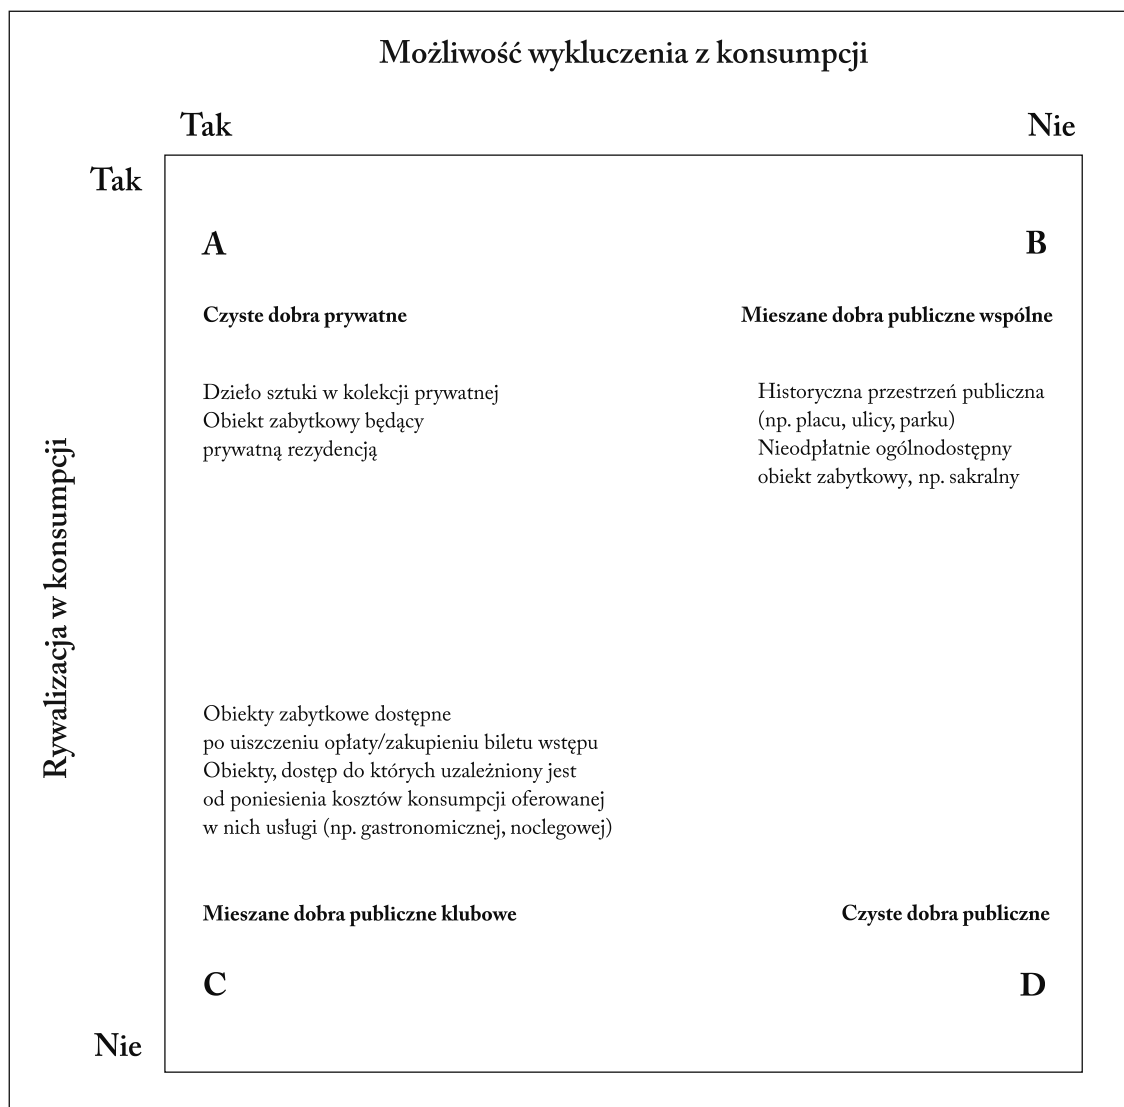 Możliwość wykluczenia z konsumpcji
Tak
Nie
Tak
Rywalizacja w konsumpcji
A
B
Czyste dobra prywatne
Mieszane dobra publiczne wspólne
Dzieło sztuki w kolekcji prywatnej
Obiekt zabytkowy będący
prywatną rezydencją
Historyczna przestrzeń publiczna
(np. placu, ulicy, parku)
Nieodpłatnie ogólnodostępny
obiekt zabytkowy, np. sakralny
Obiekty zabytkowe dostępne
po uiszczeniu opłaty/zakupieniu biletu wstępu
Obiekty, dostęp do których uzależniony jest
od poniesienia kosztów konsumpcji oferowanej
w nich usługi (np. gastronomicznej, noclegowej)
Mieszane dobra publiczne klubowe
Czyste dobra publiczne
C
D
Nie